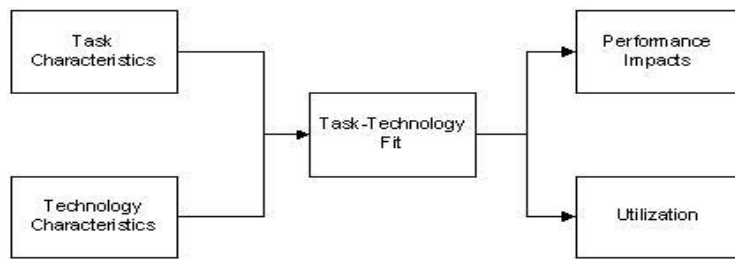 Task
Characteristics
Performance
Impacts
Task-Technology
Fit
Technology
Characteristics
Utilization